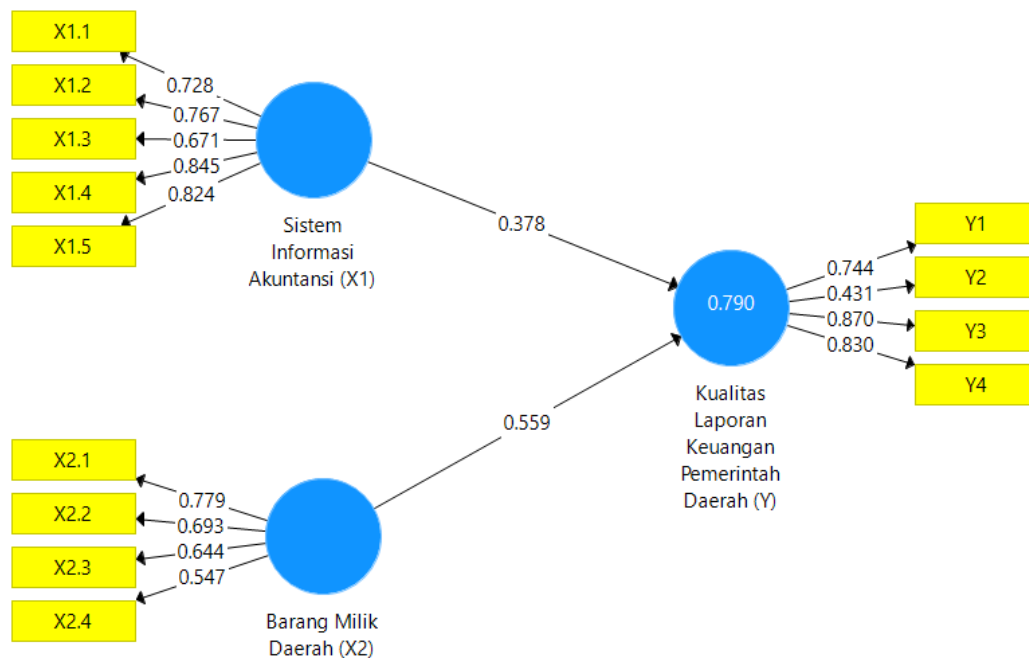 X1.1
X1.2
X1.3
X1.4
X1.5
0.728
0.767
0.671
0.845
0.824
Sistem
Informasi
Akuntansi (X1)
0.378
0.559
X2.1
X2.2
X2.3
X2.4
0.779
0.693
0.644
0.547
Barang Milik
Daerah (X2)
0.790
Kualitas
Laporan
Keuangan
Pemerintah
Daerah (Y)
0.744
0.431
0.870
0.830
Y1
Y2
Y3
Y4